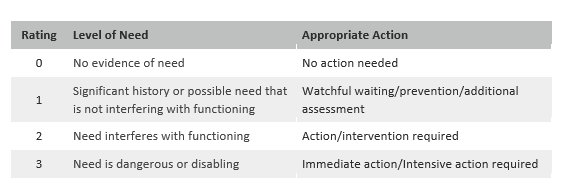 Rating Level of Need Appropriate Action
0 No evidence of need No action needed
Significant history or possible need that Watchful waiting/prevention/additional
1
is not interfering with functioning assessment
2 Need interferes with functioning Action/intervention required
3 Need is dangerous or disabling Immediate action/Intensive action required